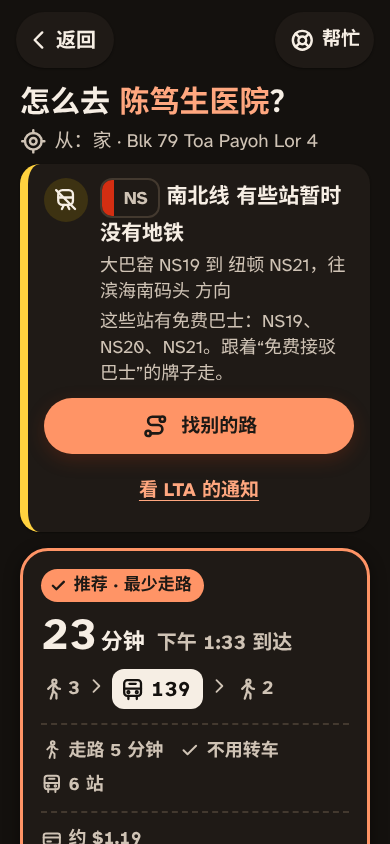 返回
帮忙
怎么去 陈笃生医院?
从：家 · Blk 79 Toa Payoh Lor 4
NS 南北线 有些站暂时
没有地铁
大巴窑 NS19 到 纽顿 NS21，往
滨海南码头 方向
这些站有免费巴士：NS19、
NS20、NS21。跟着“免费接驳
巴士”的牌子走。
找别的路
看 LTA 的通知
推荐 · 最少走路
23 分钟 下午 1:33 到达
3 139 2
走路 5 分钟 不用转车
6 站
约 $1.19